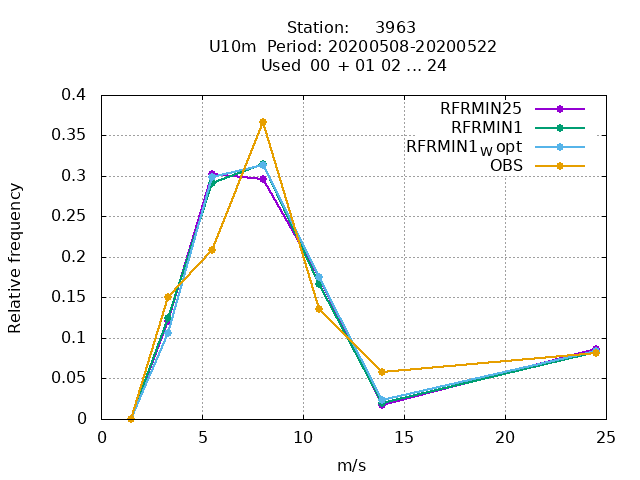 Station: 3963
U10m Period: 20200508-20200522
Used 00 + 01 02 ... 24
0.4
0.35
0.3
0.25
0.2
0.15
0.1
0.05
0
Relative frequency
RFRMIN25
RFRMIN1
RFRMIN1w opt
OBS
0 5 10 15 20 25
m/s